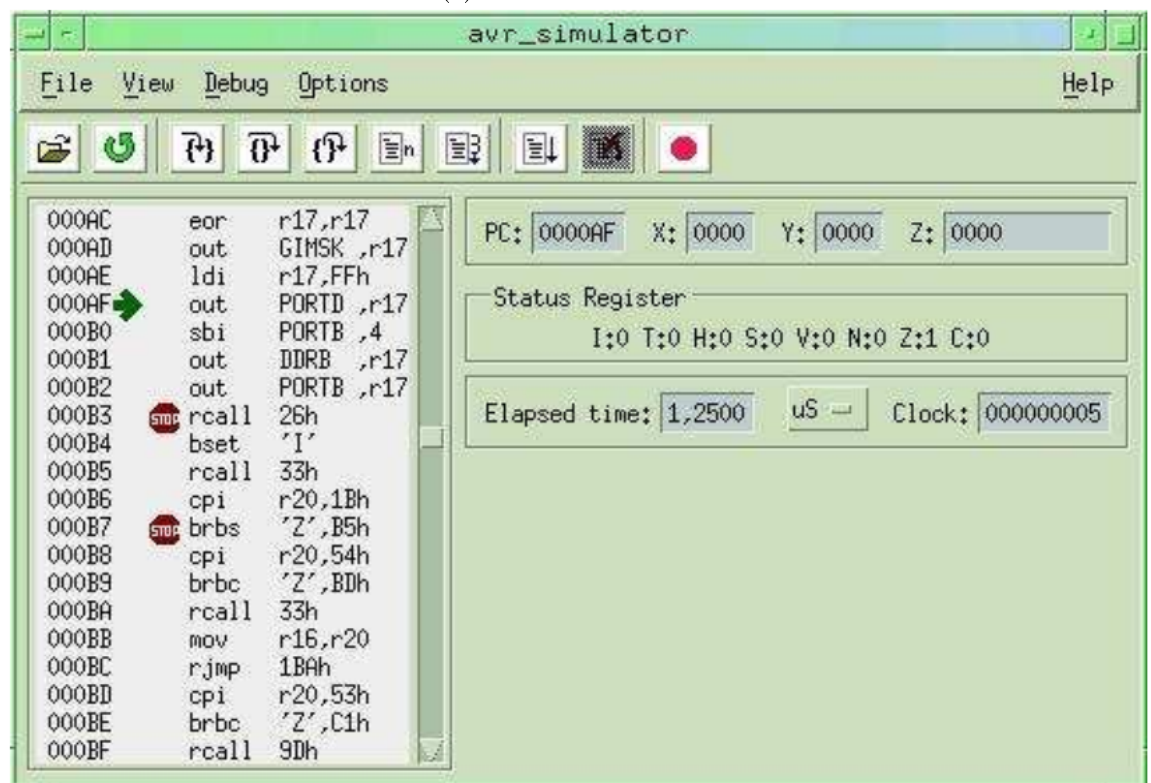 avr_simulator
File View Debug Options Help
000AC eor r17,r17
000AD out GIMSK ,r17
000AE ldi r17,FFh
000AF out PORTD ,r17
000B0 sbi PORTB ,4
000B1 out DDRB ,r17
000B2 out PORTB ,r17
000B3 STOP rcall 26h
000B4 bset 'I'
000B5 rcall 33h
000B6 cpi r20,1Bh
000B7 STOP brbs 'Z',B5h
000B8 cpi r20,54h
000B9 brbc 'Z',BDh
000BA rcall 33h
000BB mov r16,r20
000BC rjmp 1BAh
000BD cpi r20,53h
000BE brbc 'Z',C1h
000BF rcall 9Dh
PC: 0000AF X: 0000 Y: 0000 Z: 0000
Status Register
I:0 T:0 H:0 S:0 V:0 N:0 Z:1 C:0
Elapsed time: 1,2500 uS Clock: 000000005